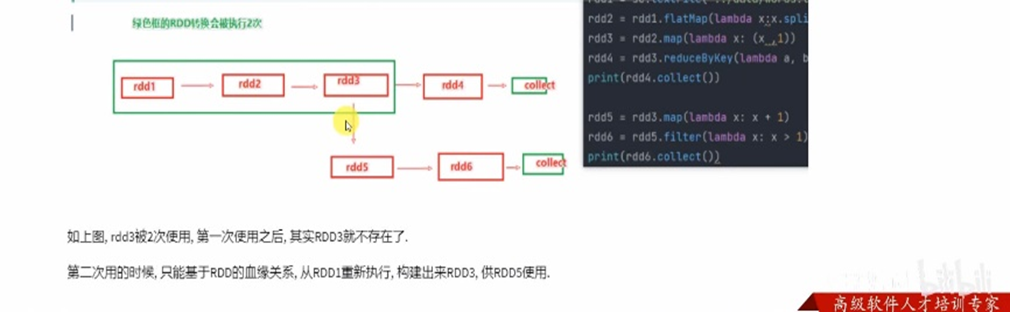 绿色框的RDD转换会被执行2次
rdd1
rdd2
rdd3
rdd4
collect
rdd5
rdd6
collect
rdd2 = rdd1.flatMap(lambda x:x.spli
rdd3 = rdd2.map(lambda x: (x ,1))
rdd4 = rdd3.reduceByKey(lambda a, b
print(rdd4.collect())
rdd5 = rdd3.map(lambda x: x + 1)
rdd6 = rdd5.filter(lambda x: x > 1)
print(rdd6.collect())
如上图, rdd3被2次使用, 第一次使用之后, 其实RDD3就不存在了.
第二次用的时候, 只能基于RDD的血缘关系, 从RDD1重新执行, 构建出来RDD3, 供RDD5使用.
bilibili
高级软件人才培训专家